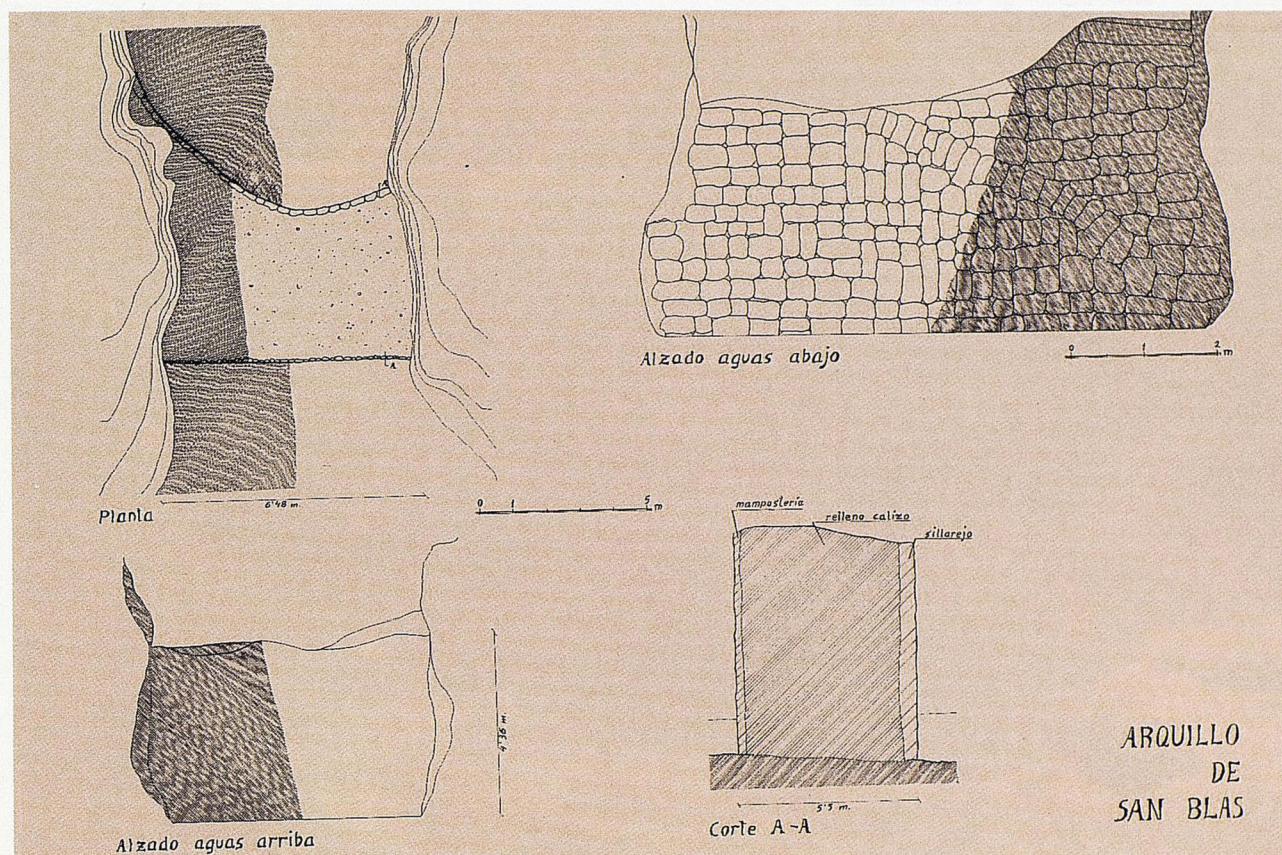 A
A
6'48 m.
Planta
0 1 5 m
Alzado aguas abajo
0 1 2 m
mampostería
relleno calizo
sillarejo
4'36 m.
5'5 m.
Alzado aguas arriba
Corte A-A
ARQUILLO
DE
SAN BLAS